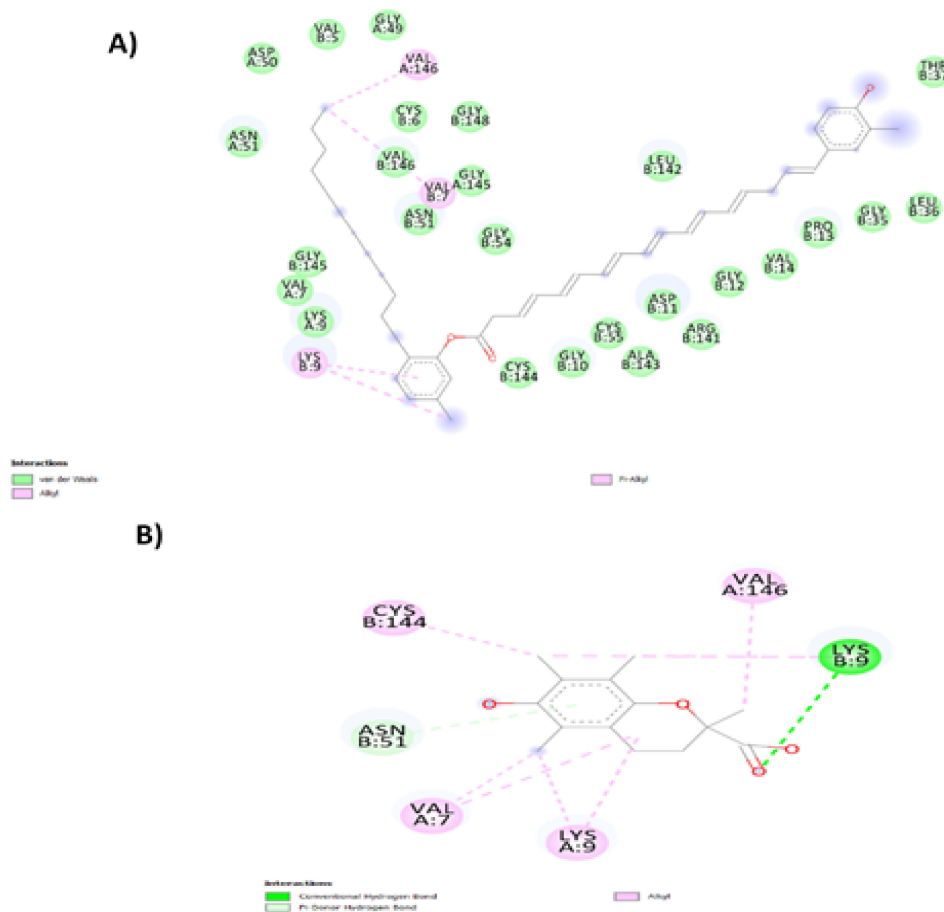 A)
GLY
A:49
VAL
B:5
ASP
A:50
VAL
A:146
THR
B:37
CYS
B:6
GLY
B:148
ASN
A:51
VAL
B:146
LEU
B:142
GLY
A:145
VAL
B:7
ASN
B:51
LEU
B:36
GLY
B:35
PRO
B:13
GLY
B:54
VAL
B:14
GLY
B:145
GLY
B:12
VAL
A:7
ASP
B:11
LYS
A:9
CYS
B:55
ARG
B:141
LYS
B:9
CYS
B:144
GLY
B:10
ALA
B:143
Interactions
van der Waals
Alkyl
Pi-Alkyl
B)
VAL
A:146
CYS
B:144
LYS
B:9
O
O
O
O
ASN
B:51
VAL
A:7
LYS
A:9
Interactions
Conventional Hydrogen Bond
Pi-Donor Hydrogen Bond
Alkyl